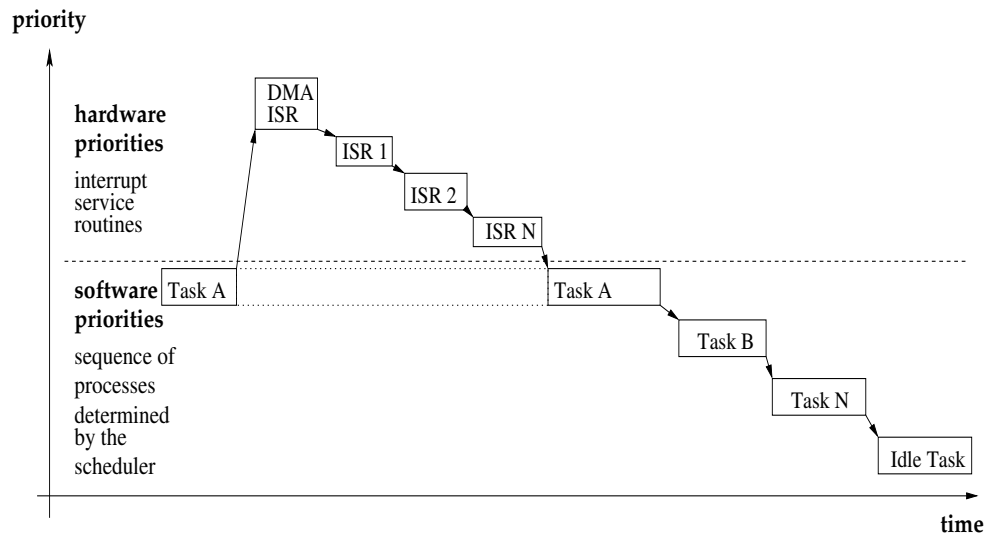 priority
hardware
priorities
interrupt
service
routines
DMA
ISR
ISR 1
ISR 2
ISR N
software
priorities
sequence of
processes
determined
by the
scheduler
Task A
Task A
Task B
Task N
Idle Task
time